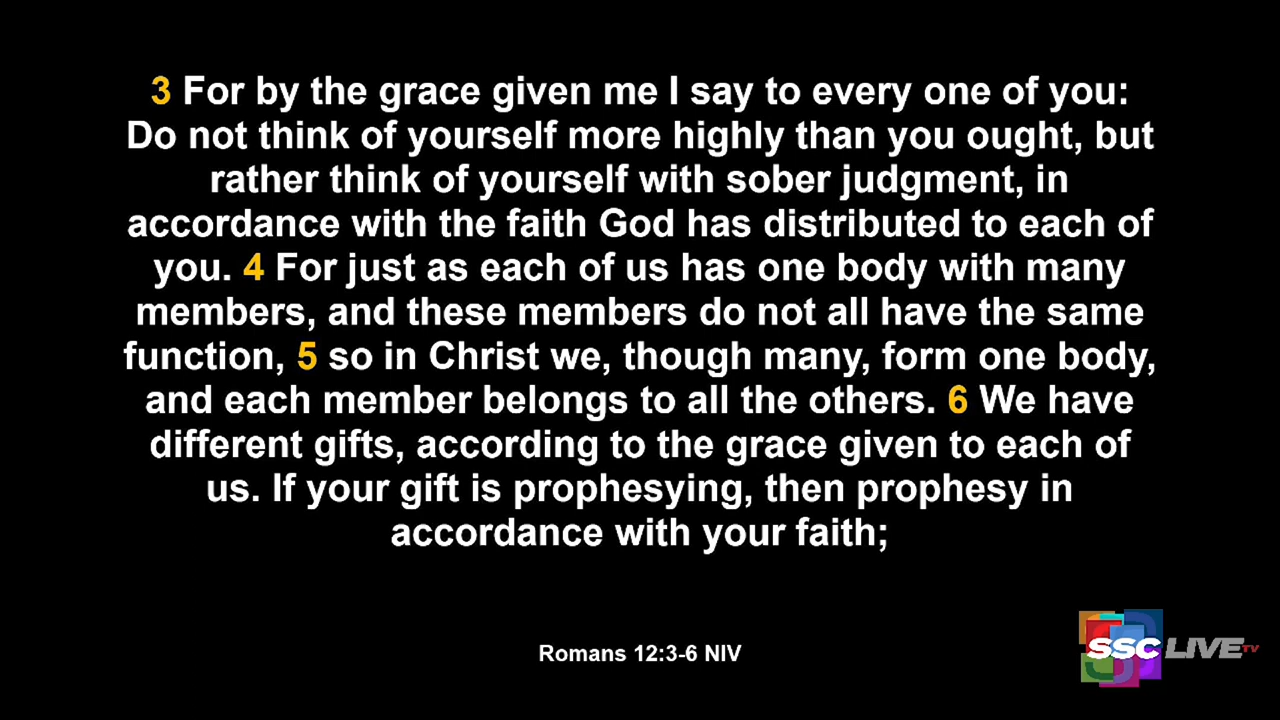 3 For by the grace given me I say to every one of you:
Do not think of yourself more highly than you ought, but
rather think of yourself with sober judgment, in
accordance with the faith God has distributed to each of
you. 4 For just as each of us has one body with many
members, and these members do not all have the same
function, 5 so in Christ we, though many, form one body,
and each member belongs to all the others. 6 We have
different gifts, according to the grace given to each of
us. If your gift is prophesying, then prophesy in
accordance with your faith;
Romans 12:3-6 NIV
SSC LIVE TV